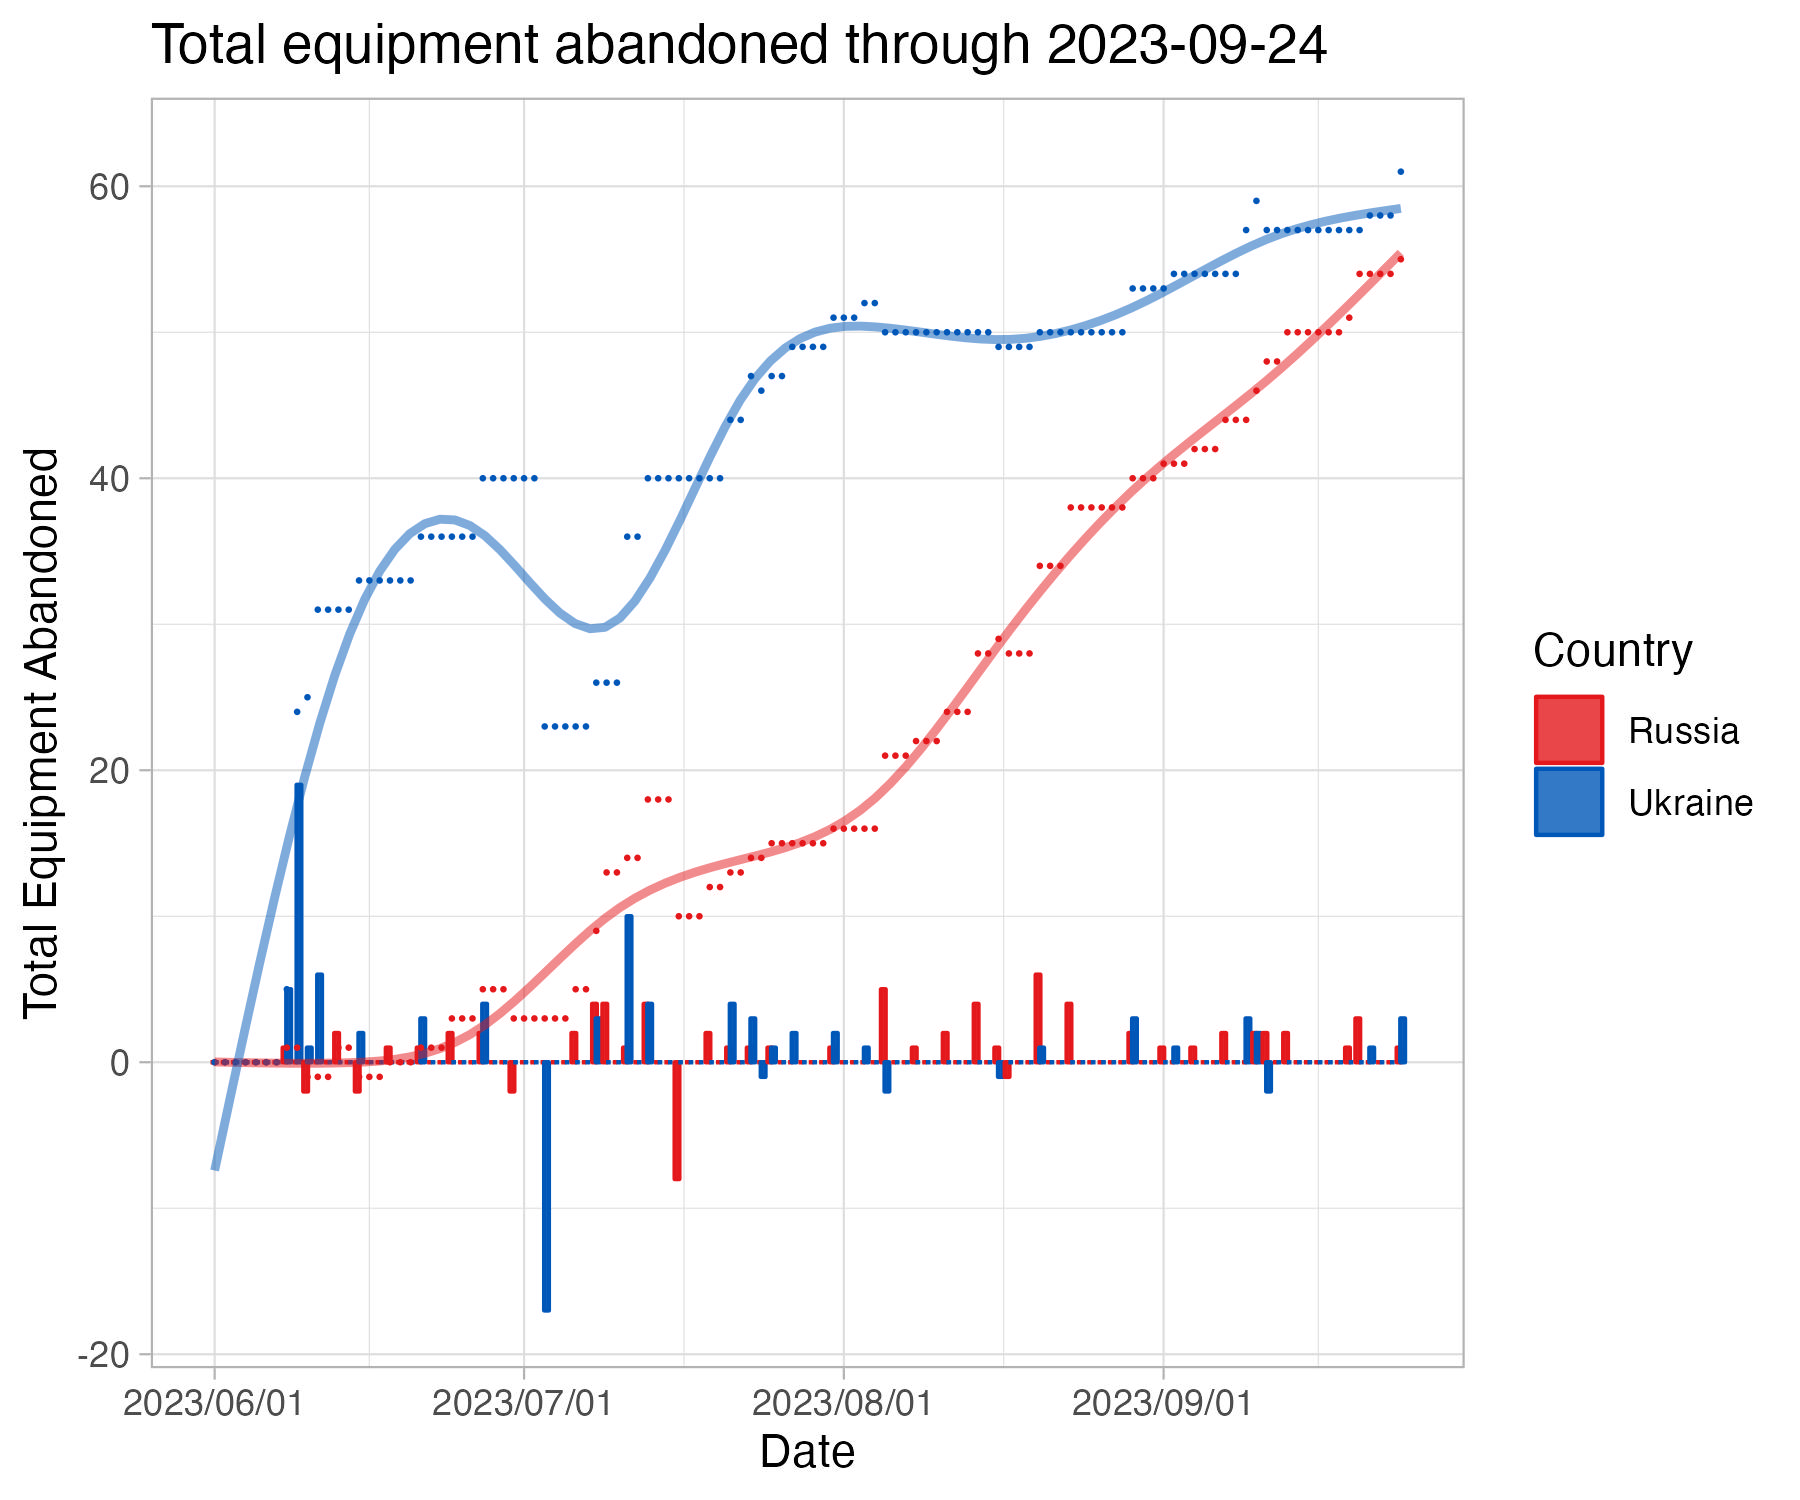 Total equipment abandoned through 2023-09-24
Total Equipment Abandoned
60
40
20
0
-20
2023/06/01 2023/07/01 2023/08/01 2023/09/01
Date
Country
Russia
Ukraine